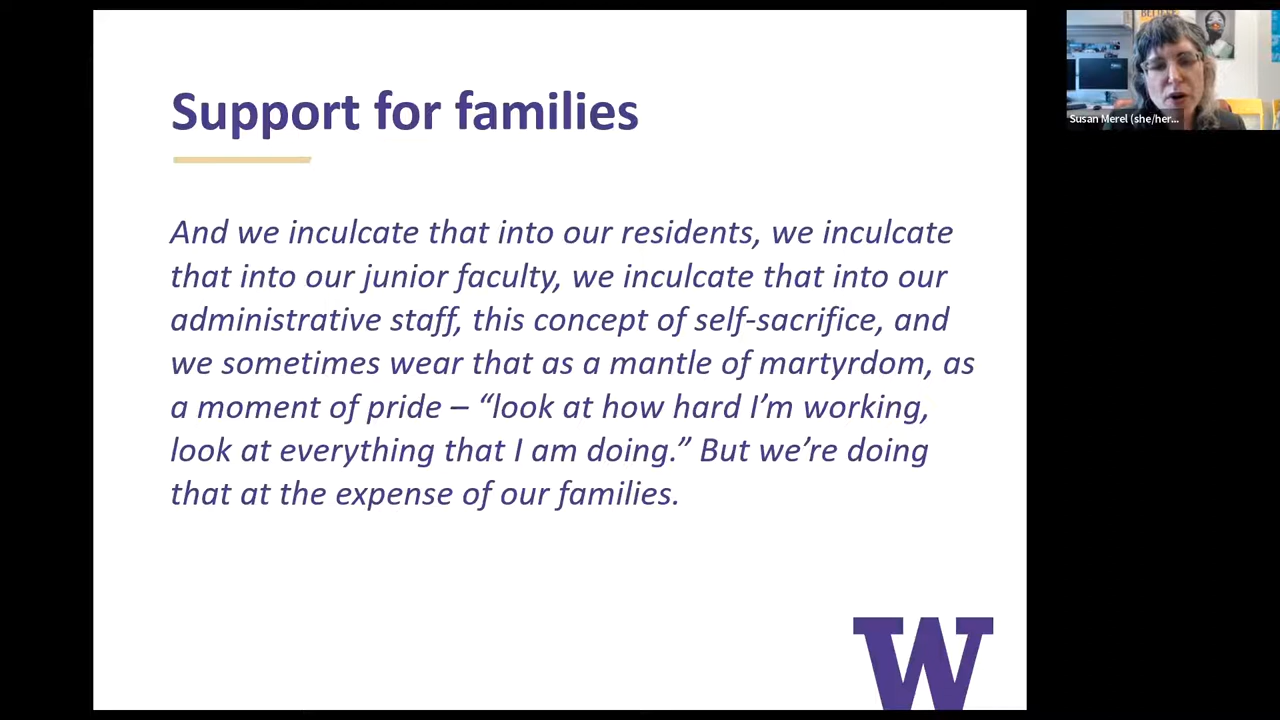 Support for families
And we inculcate that into our residents, we inculcate
that into our junior faculty, we inculcate that into our
administrative staff, this concept of self-sacrifice, and
we sometimes wear that as a mantle of martyrdom, as
a moment of pride – “look at how hard I’m working,
look at everything that I am doing.” But we’re doing
that at the expense of our families.
W
Susan Merel (she/her...